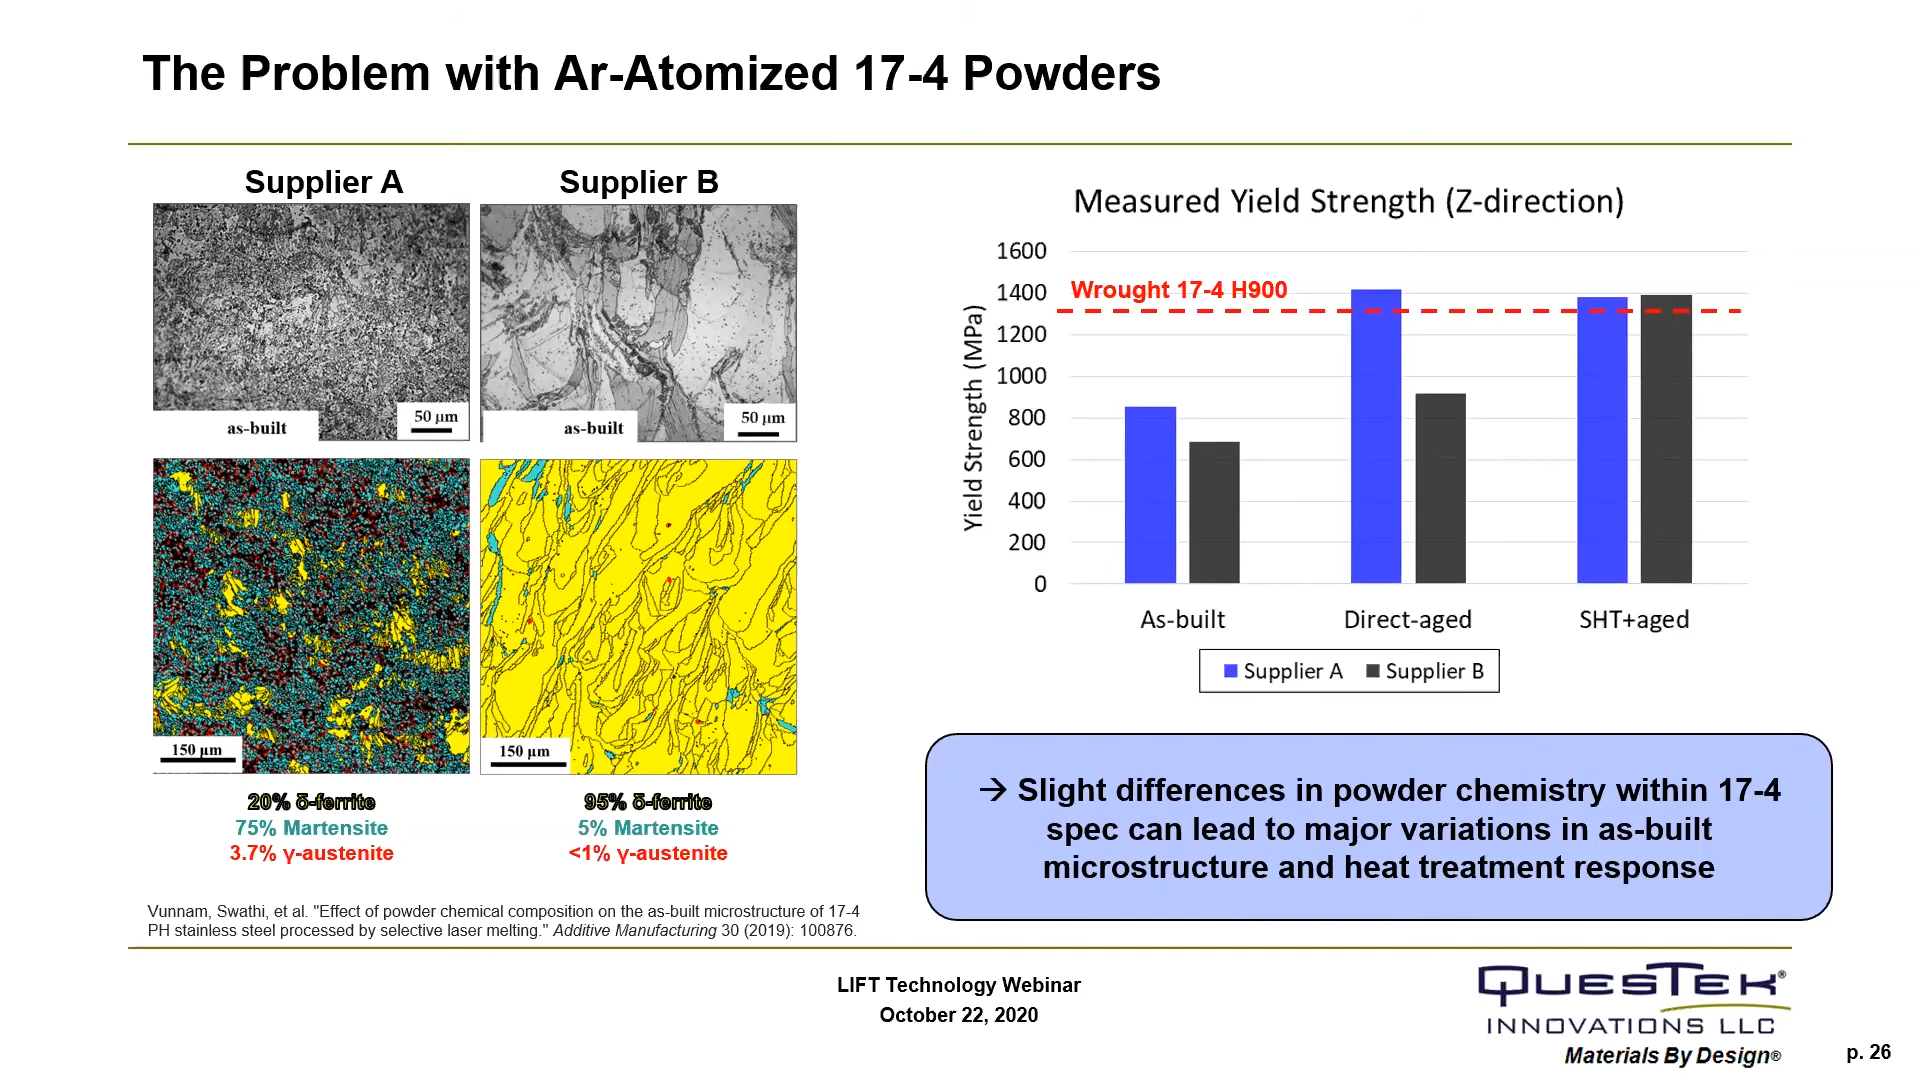 The Problem with Ar-Atomized 17-4 Powders
Supplier A
Supplier B
as-built
50 µm
as-built
50 µm
150 µm
150 µm
20% δ-ferrite
75% Martensite
3.7% γ-austenite
95% δ-ferrite
5% Martensite
<1% γ-austenite
Vunnam, Swathi, et al. "Effect of powder chemical composition on the as-built microstructure of 17-4
PH stainless steel processed by selective laser melting." Additive Manufacturing 30 (2019): 100876.
Measured Yield Strength (Z-direction)
Yield Strength (MPa)
1600
1400
1200
1000
800
600
400
200
0
Wrought 17-4 H900
As-built
Direct-aged
SHT+aged
Supplier A
Supplier B
→ Slight differences in powder chemistry within 17-4
spec can lead to major variations in as-built
microstructure and heat treatment response
LIFT Technology Webinar
October 22, 2020
QUESTEK®
INNOVATIONS LLC
Materials By Design®
p. 26